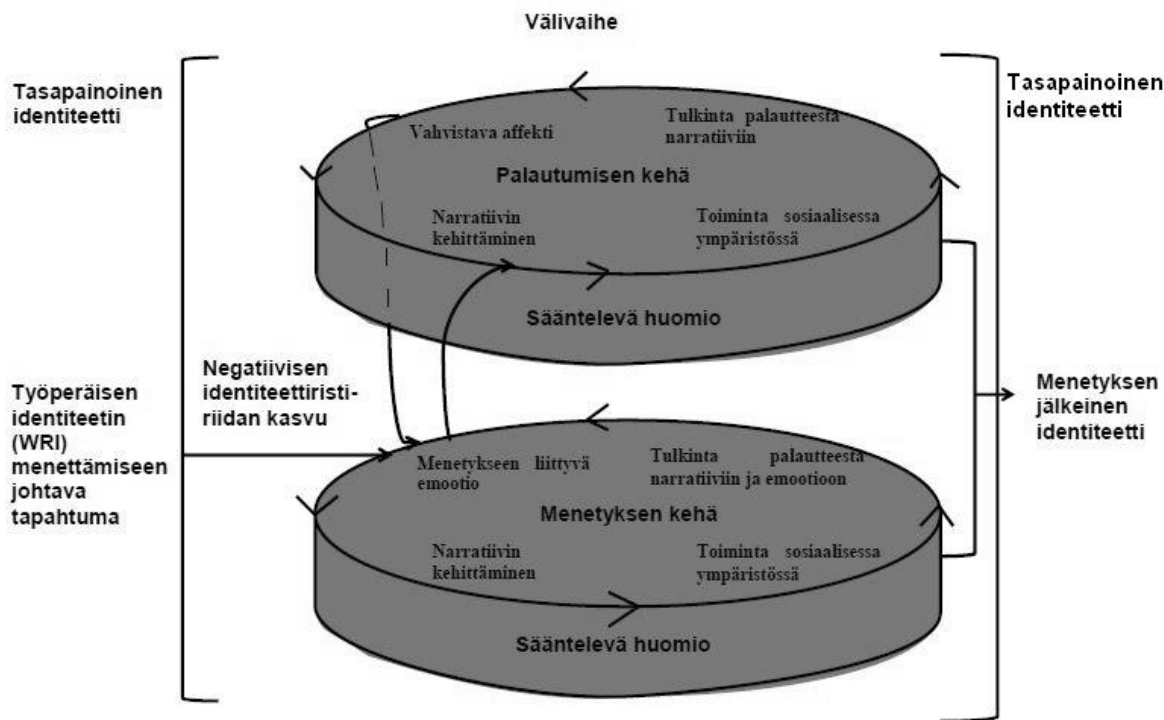 Välivaihe
Tasapainoinen
identiteetti
Tasapainoinen
identiteetti
Vahvistava affekti
Tulkinta palautteesta
narratiiviin
Palautumisen kehä
Narratiivin
kehittäminen
Toiminta sosiaalisessa
ympäristössä
Sääntelevä huomio
Negatiivisen
identiteettiristi-
riidan kasvu
Työperäisen
identiteetin
(WRI)
menettämiseen
johtava
tapahtuma
Menetyksen
jälkeinen
identiteetti
Menetykseen liittyvä
emootio
Tulkinta palautteesta
narratiiviin ja emootioon
Menetyksen kehä
Narratiivin
kehittäminen
Toiminta sosiaalisessa
ympäristössä
Sääntelevä huomio